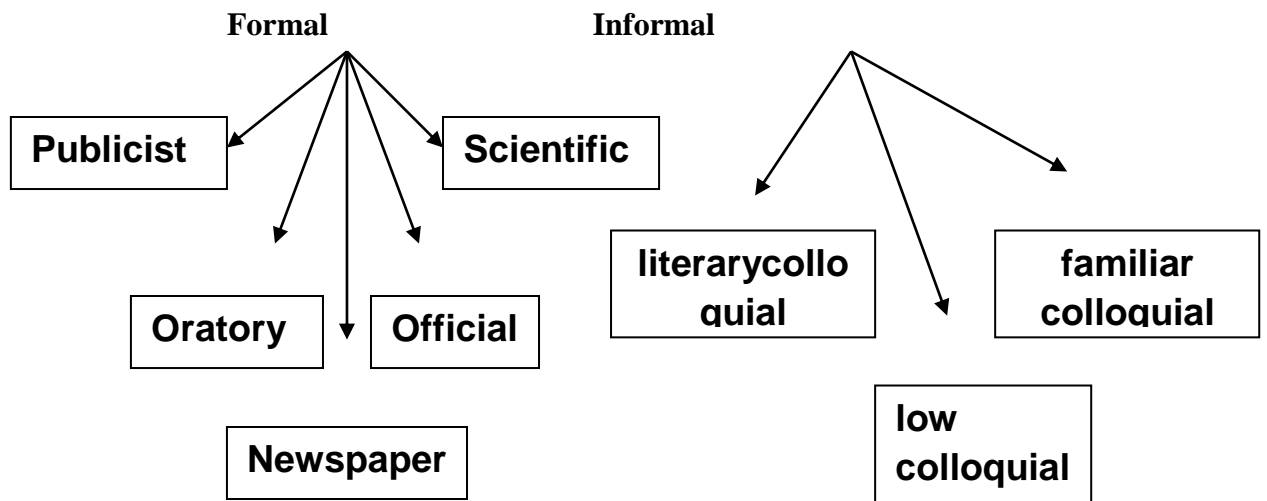 Formal Informal
Publicist
Scientific
literarycollo
quial
familiar
colloquial
Oratory
Official
low
colloquial
Newspaper